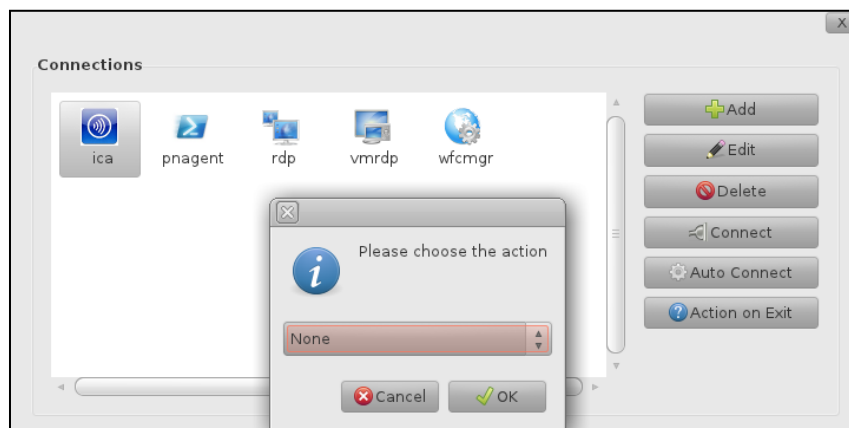 X
Connections
ica
pnagent
rdp
vmrdp
wfcmgr
Add
Edit
Delete
Connect
Auto Connect
Action on Exit
Please choose the action
None
Cancel
OK